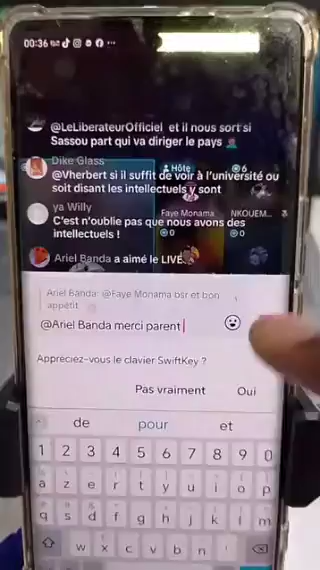 00:36
@LeLiberateurOfficiel et il nous sort si
Sassou part qui va diriger le pays
Dike Glass
Hôte
6
@Vherbert si il suffit de voir à l'université ou
soit disant les intellectuels y sont
ya Willy
C'est n'oublie pas que nous avons des
intellectuels !
Faye Monama
NKOUEM...
0
0
Ariel Banda a aimé le LIVE
Ariel Banda: @Faye Monama bsr et bon
appétit
@Ariel Banda merci parent
Appréciez-vous le clavier SwiftKey ?
Pas vraiment
Oui
de pour et
1 2 3 4 5 6 7 8 9 0
a z e r t y u i o p
q s d f g h j k l m
w x c v b n